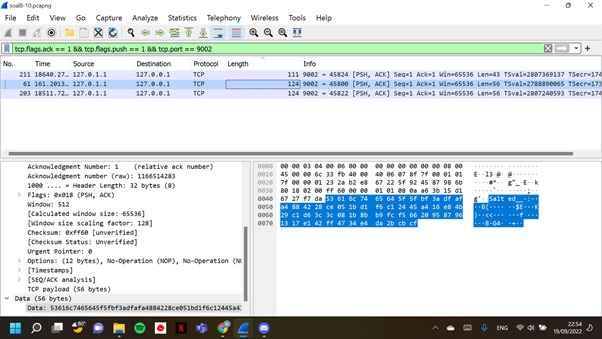 soal8-10.pcapng
File Edit View Go Capture Analyze Statistics Telephony Wireless Tools Help
tcp.flags.ack == 1 && tcp.flags.push == 1 && tcp.port == 9002
No. Time Source Destination Protocol Length Info
211 18640.27… 127.0.1.1 127.0.0.1 TCP 111 9002 → 45824 [PSH, ACK] Seq=1 Ack=1 Win=65536 Len=43 TSval=2807369137 TSecr=174
61 161.2013… 127.0.1.1 127.0.0.1 TCP 124 9002 → 45800 [PSH, ACK] Seq=1 Ack=1 Win=65536 Len=56 TSval=2788890065 TSecr=173
203 18511.72… 127.0.1.1 127.0.0.1 TCP 124 9002 → 45822 [PSH, ACK] Seq=1 Ack=1 Win=65536 Len=56 TSval=2807240593 TSecr=174
Acknowledgment Number: 1 (relative ack number)
Acknowledgment number (raw): 1166514283
1000 .... = Header Length: 32 bytes (8)
Flags: 0x018 (PSH, ACK)
Window: 512
[Calculated window size: 65536]
[Window size scaling factor: 128]
Checksum: 0xff60 [unverified]
[Checksum Status: Unverified]
Urgent Pointer: 0
Options: (12 bytes), No-Operation (NOP), No-Operation (NO
[Timestamps]
[SEQ/ACK analysis]
TCP payload (56 bytes)
Data (56 bytes)
Data: 53616c7465645f5fbf3adfafa4884228ce051bd1f6c12445a4
0000 00 00 03 04 00 06 00 00 00 00 00 00 00 00 08 00
0010 45 00 00 6c 33 fb 40 00 40 06 07 8f 7f 00 01 01
0020 7f 00 00 01 23 2a b2 e8 67 22 5f 92 45 87 98 6b
0030 80 18 02 00 ff 60 00 00 01 01 08 0a a6 3b 15 d1
0040 67 27 f7 da 53 61 6c 74 65 64 5f 5f bf 3a df af
0050 a4 88 42 28 ce 05 1b d1 f6 c1 24 45 a4 16 e8 4b
0060 29 c1 d6 3c 3c 08 1b 8b b9 fc f5 66 20 95 87 96
0070 13 17 e1 42 ff 47 34 e4 da 2b cb cf
80°
ENG
22:54
19/09/2022